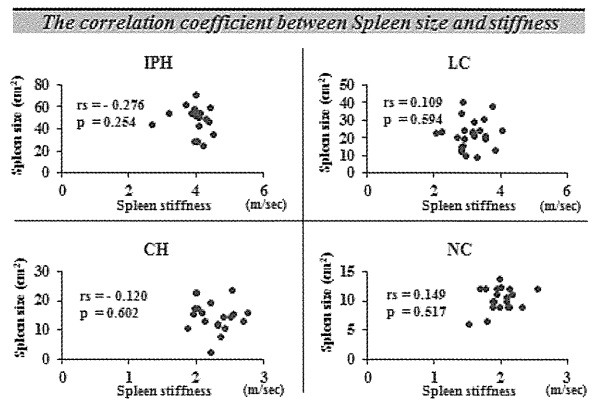 The correlation coefficient between Spleen size and stiffness
IPH
Spleen size (cm²)
80
60
40
20
0
rs = - 0.276
p = 0.254
0 2 4 6
Spleen stiffness (m/sec)
LC
Spleen size (cm²)
50
40
30
20
10
0
rs = 0.109
p = 0.594
0 2 4 6
Spleen stiffness (m/sec)
CH
Spleen size (cm²)
30
20
10
0
rs = - 0.120
p = 0.602
0 1 2 3
Spleen stiffness (m/sec)
NC
Spleen size (cm²)
15
10
5
0
rs = 0.149
p = 0.517
0 1 2 3
Spleen stiffness (m/sec)